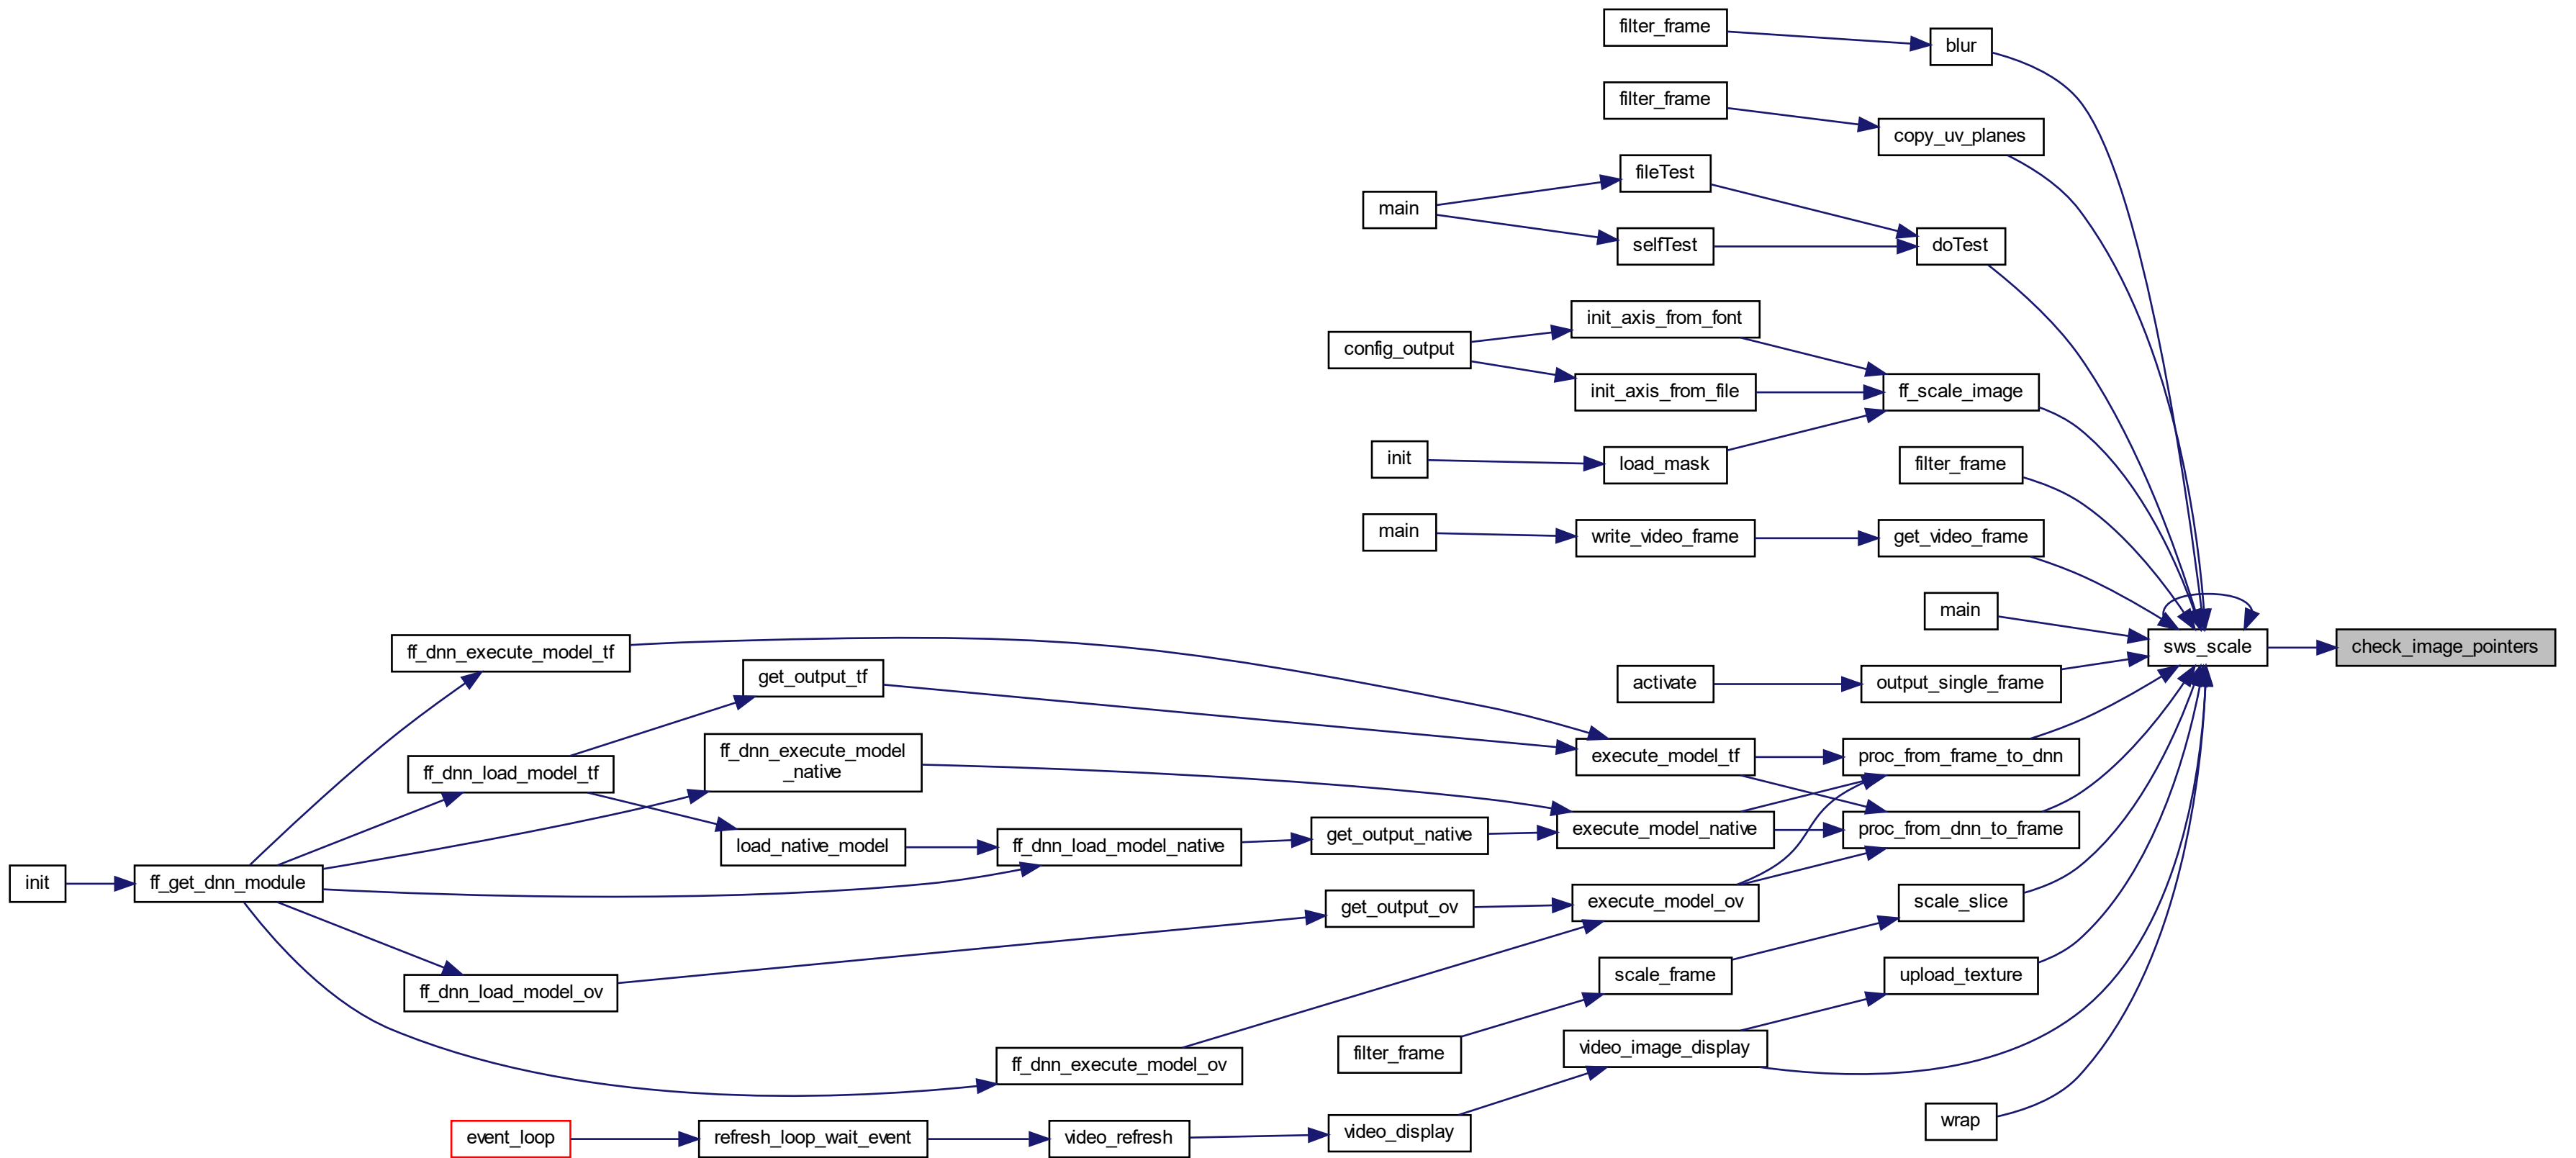 filter_frame
blur
filter_frame
copy_uv_planes
fileTest
main
selfTest
doTest
init_axis_from_font
config_output
init_axis_from_file
ff_scale_image
init
load_mask
filter_frame
main
write_video_frame
get_video_frame
main
sws_scale
check_image_pointers
ff_dnn_execute_model_tf
get_output_tf
activate
output_single_frame
ff_dnn_load_model_tf
ff_dnn_execute_model
_native
execute_model_tf
proc_from_frame_to_dnn
load_native_model
ff_dnn_load_model_native
get_output_native
execute_model_native
proc_from_dnn_to_frame
init
ff_get_dnn_module
get_output_ov
execute_model_ov
scale_slice
ff_dnn_load_model_ov
scale_frame
upload_texture
ff_dnn_execute_model_ov
filter_frame
video_image_display
event_loop
refresh_loop_wait_event
video_refresh
video_display
wrap